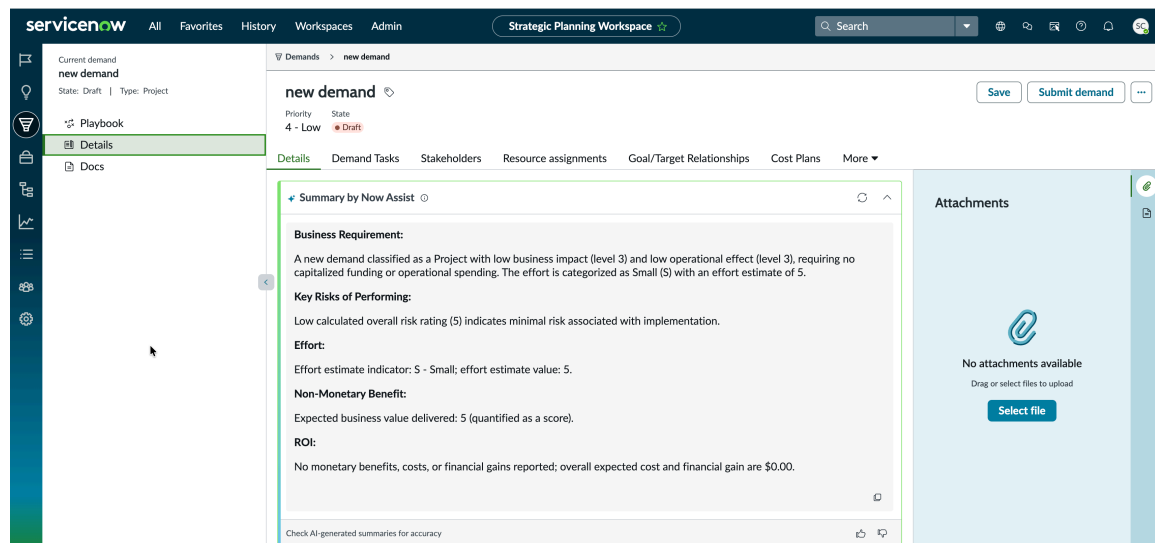 servicenow All Favorites History Workspaces Admin Strategic Planning Workspace ☆ Search SC
Current demand
new demand
State: Draft | Type: Project
Playbook
Details
Docs
Demands > new demand
new demand
Save Submit demand ...
Priority State
4 - Low Draft
Details Demand Tasks Stakeholders Resource assignments Goal/Target Relationships Cost Plans More
Summary by Now Assist
Business Requirement:
A new demand classified as a Project with low business impact (level 3) and low operational effect (level 3), requiring no
capitalized funding or operational spending. The effort is categorized as Small (S) with an effort estimate of 5.
Key Risks of Performing:
Low calculated overall risk rating (5) indicates minimal risk associated with implementation.
Effort:
Effort estimate indicator: S - Small; effort estimate value: 5.
Non-Monetary Benefit:
Expected business value delivered: 5 (quantified as a score).
ROI:
No monetary benefits, costs, or financial gains reported; overall expected cost and financial gain are $0.00.
Check AI-generated summaries for accuracy
Attachments
No attachments available
Drag or select files to upload
Select file